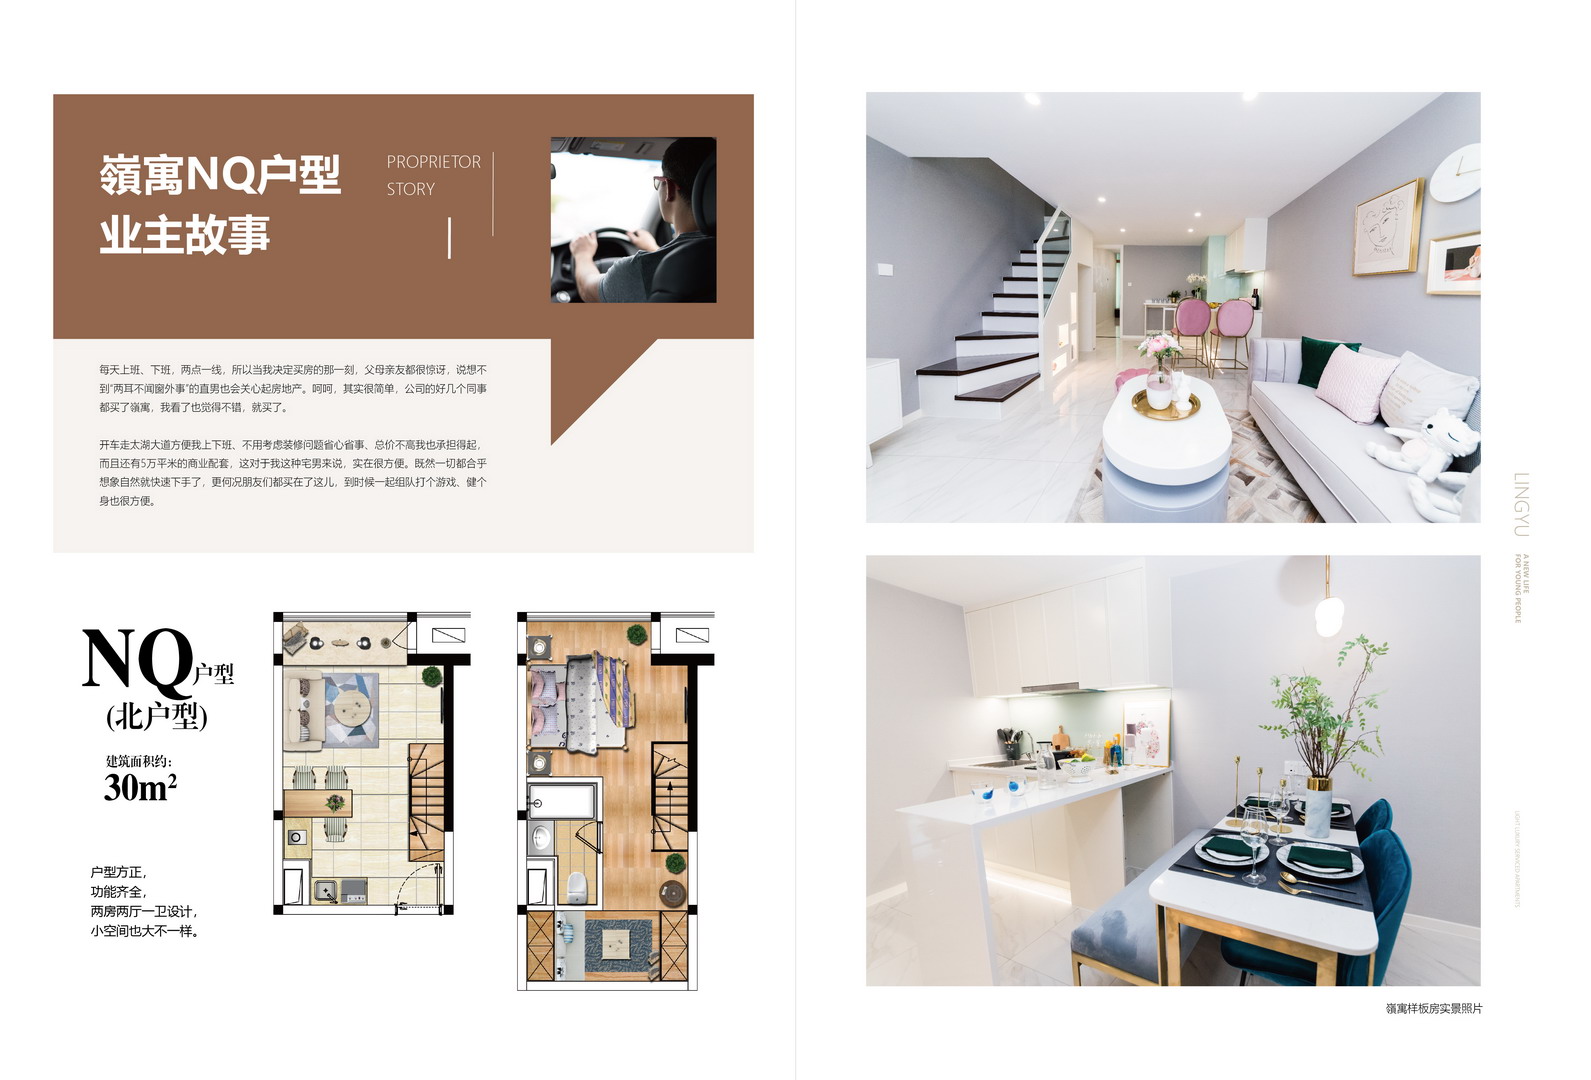 嶺寓NQ户型
业主故事
PROPRIETOR
STORY
每天上班、下班，两点一线，所以当我决定买房的那一刻，父母亲友都很惊讶，说想不
到“两耳不闻窗外事”的直男也会关心起房地产。呵呵，其实很简单，公司的好几个同事
都买了嶺寓，我看了也觉得不错，就买了。
开车走太湖大道方便我上下班、不用考虑装修问题省心省事、总价不高我也承担得起，
而且还有5万平米的商业配套，这对于我这种宅男来说，实在很方便。既然一切都合乎
想象自然就快速下手了，更何况朋友们都买在了这儿，到时候一起组队打个游戏、健个
身也很方便。
NQ户型
(北户型)
建筑面积约：
30m²
户型方正，
功能齐全，
两房两厅一卫设计，
小空间也大不一样。
LINGYU
A NEW LIFE
FOR YOUNG PEOPLE
LIGHT LUXURY SERVICED APARTMENTS
嶺寓样板房实景照片